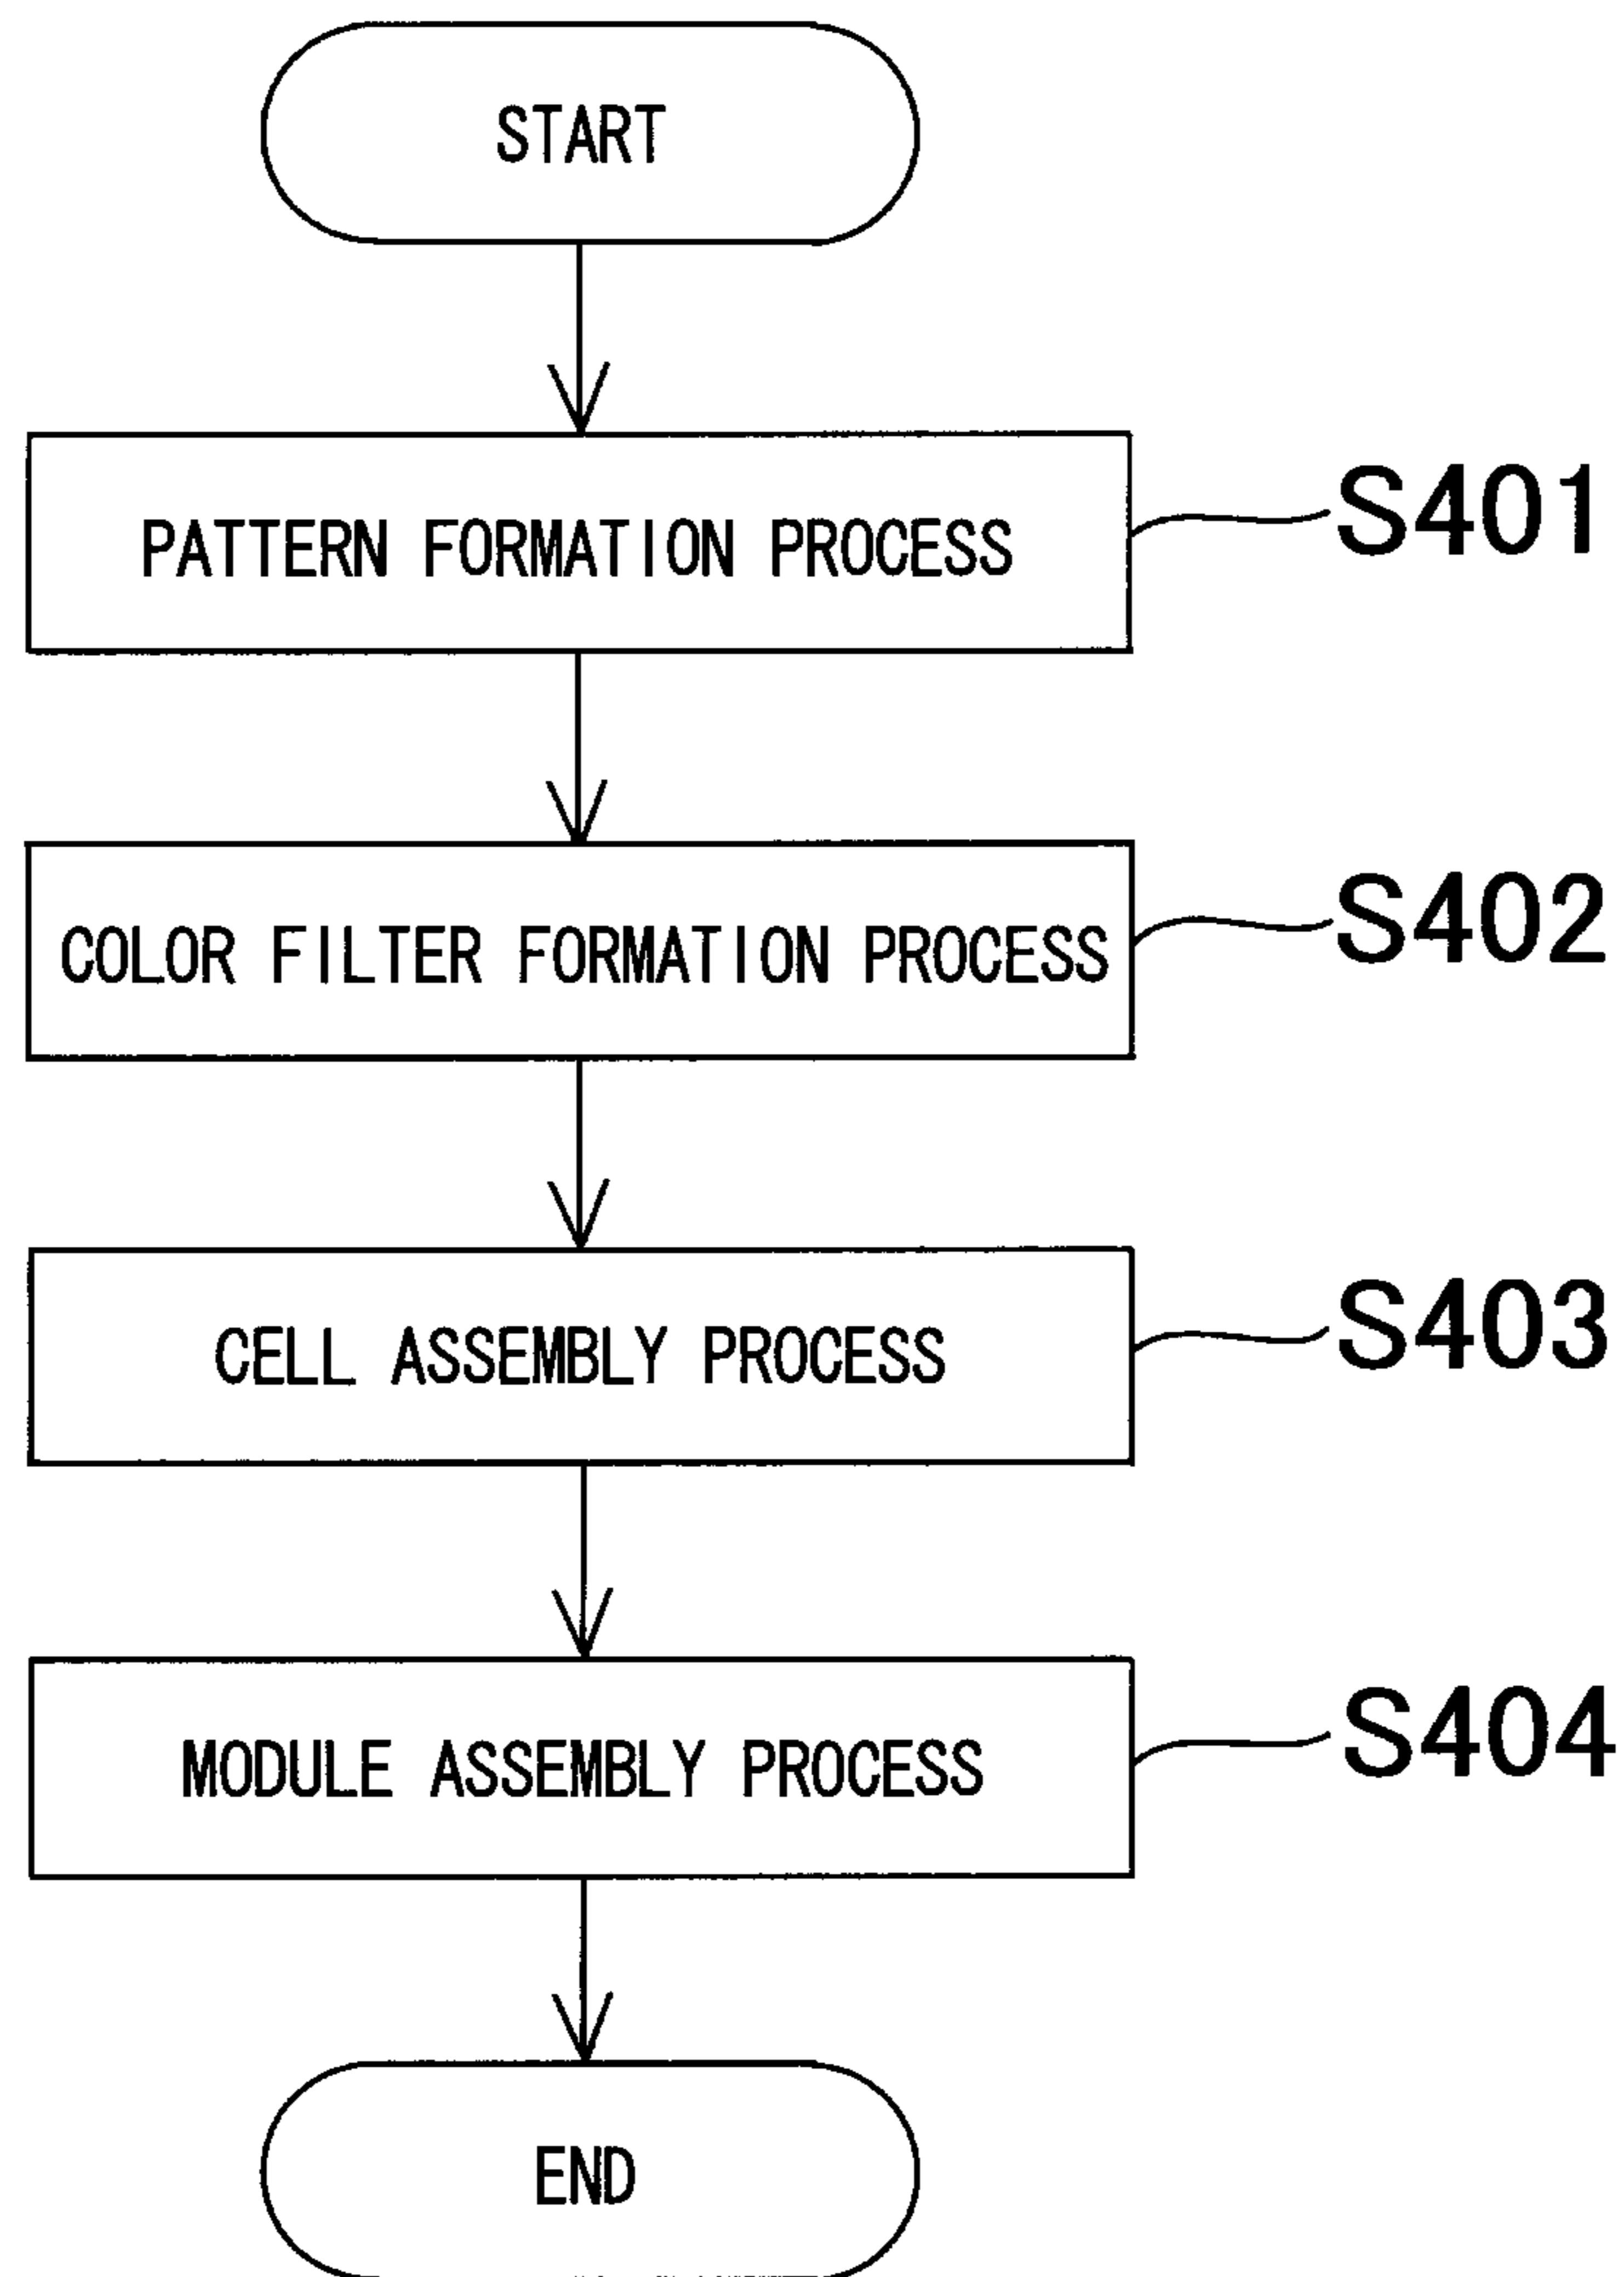 START
PATTERN FORMATION PROCESS
S401
COLOR FILTER FORMATION PROCESS
S402
CELL ASSEMBLY PROCESS
S403
MODULE ASSEMBLY PROCESS
S404
END